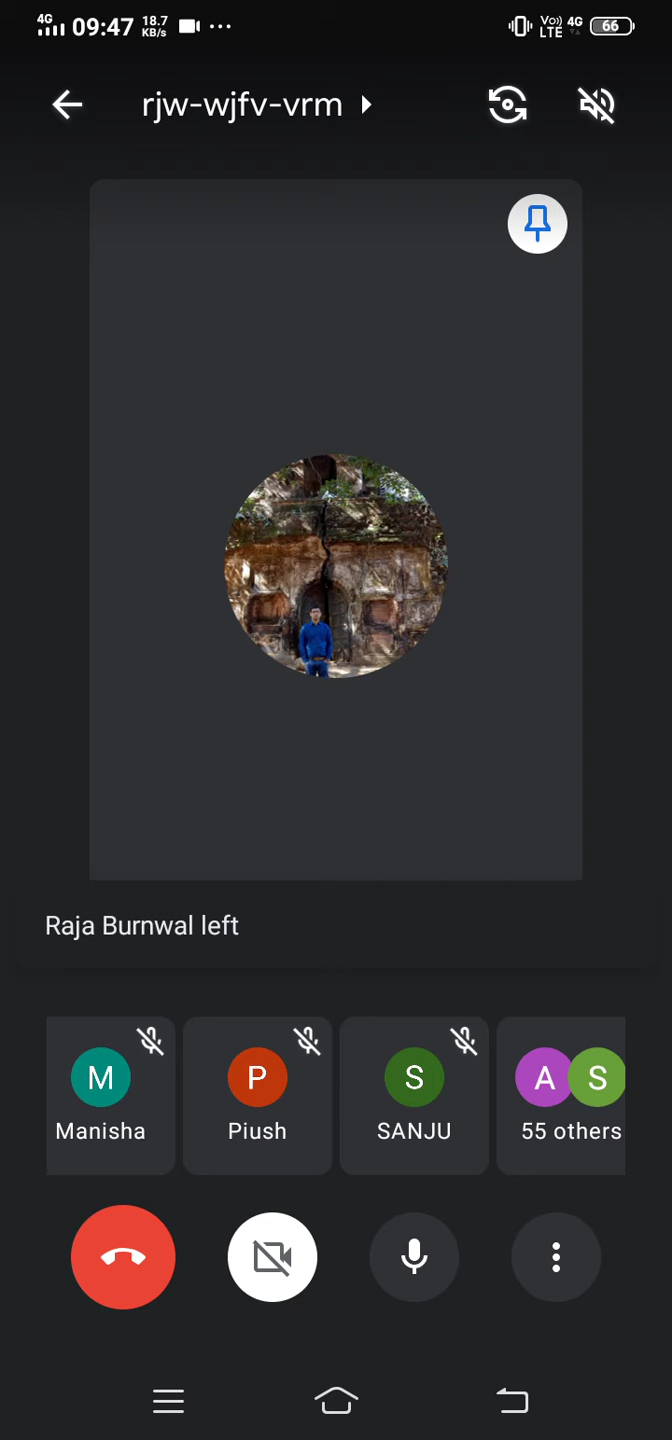 4G 09:47 18.7 KB/s ... Vo) LTE 4G 66
rjw-wjfv-vrm
Raja Burnwal left
M P S A S
Manisha Piush SANJU 55 others